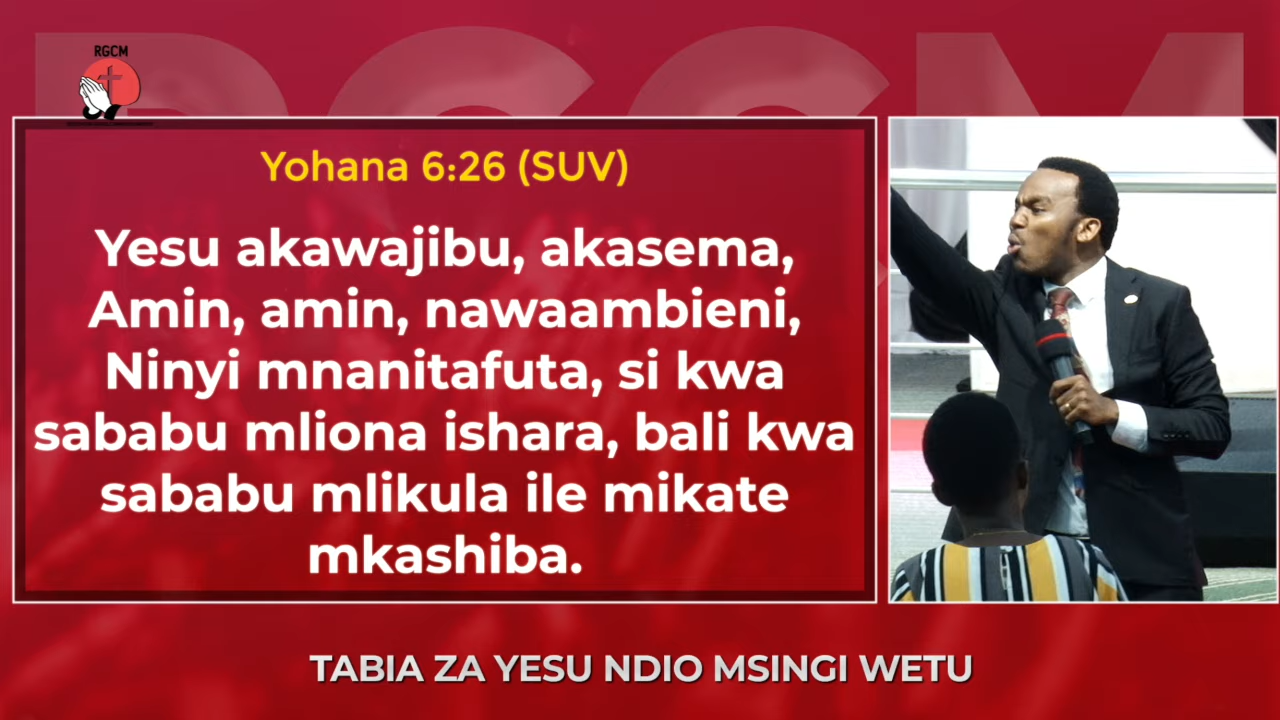 RGCM
RGCM
Yohana 6:26 (SUV)
Yesu akawajibu, akasema,
Amin, amin, nawaambieni,
Ninyi mnanitafuta, si kwa
sababu mliona ishara, bali kwa
sababu mlikula ile mikate
mkashiba.
TABIA ZA YESU NDIO MSINGI WETU